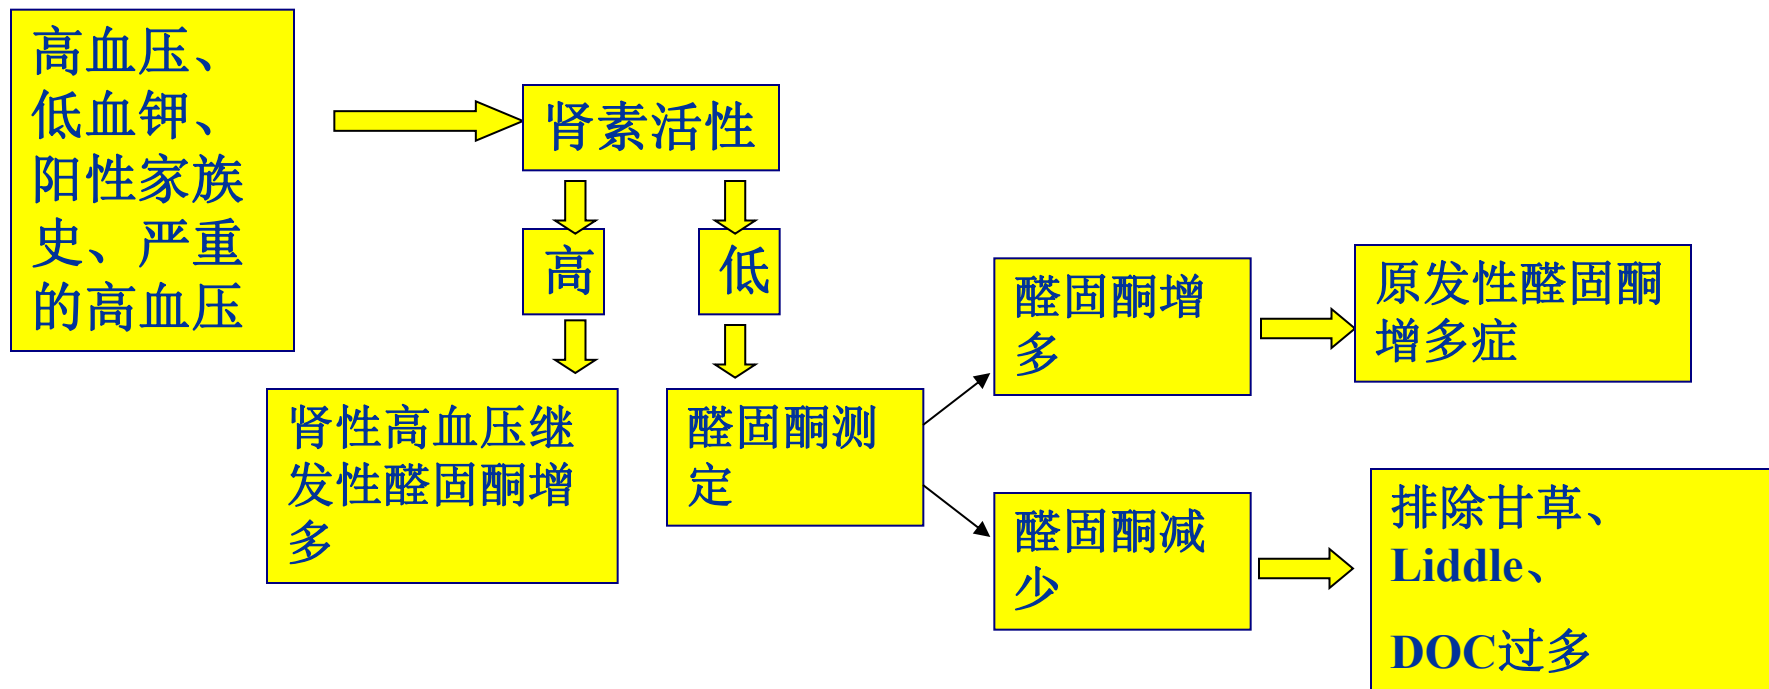 高血压、
低血钾、
阳性家族
史、严重
的高血压
肾素活性
高
低
肾性高血压继
发性醛固酮增
多
醛固酮测
定
醛固酮增
多
原发性醛固酮
增多症
醛固酮减
少
排除甘草、
Liddle、
DOC过多